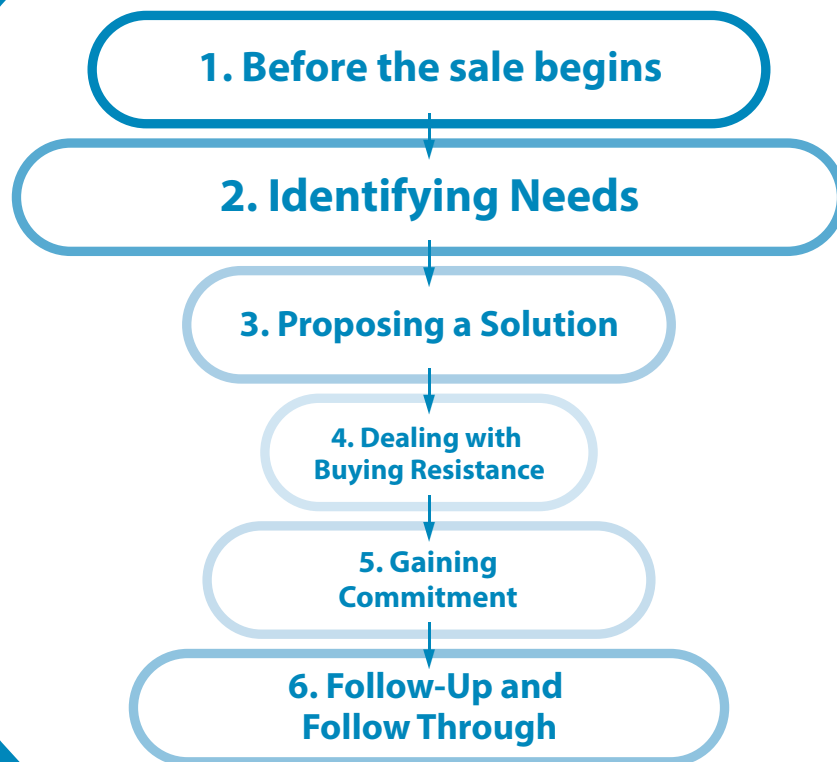 1. Before the sale begins
2. Identifying Needs
3. Proposing a Solution
4. Dealing with
Buying Resistance
5. Gaining
Commitment
6. Follow-Up and
Follow Through